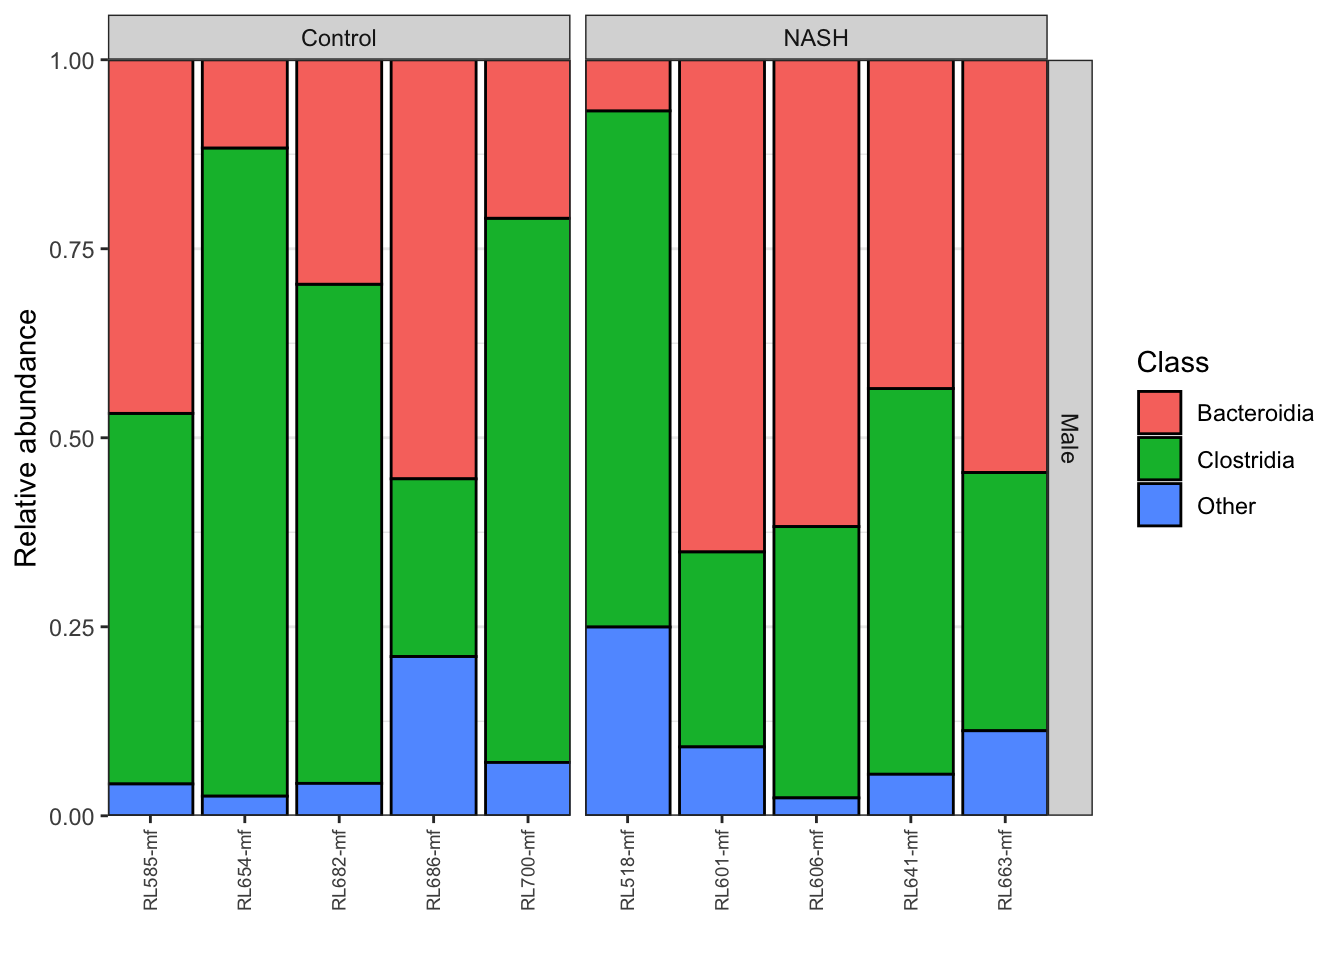 Control
NASH
1.00
0.75
0.50
0.25
0.00
Relative abundance
Male
RL585-mf
RL654-mf
RL682-mf
RL686-mf
RL700-mf
RL518-mf
RL601-mf
RL606-mf
RL641-mf
RL663-mf
Class
Bacteroidia
Clostridia
Other